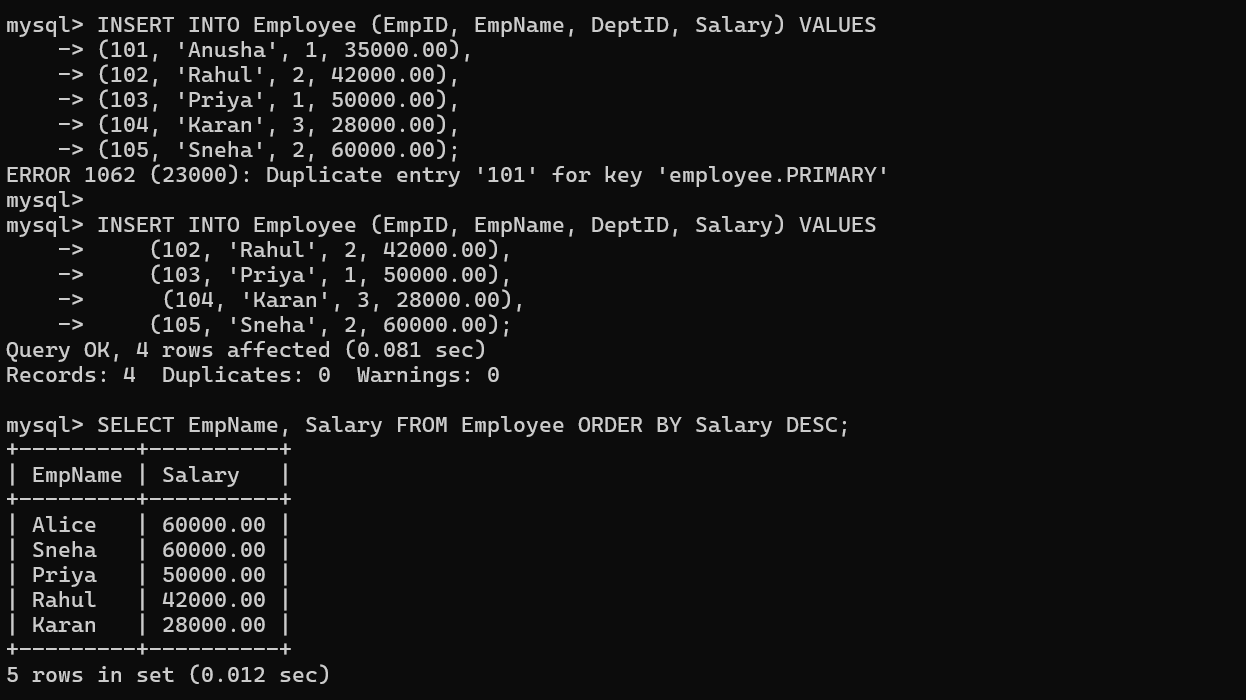 mysql> INSERT INTO Employee (EmpID, EmpName, DeptID, Salary) VALUES
    -> (101, 'Anusha', 1, 35000.00),
    -> (102, 'Rahul', 2, 42000.00),
    -> (103, 'Priya', 1, 50000.00),
    -> (104, 'Karan', 3, 28000.00),
    -> (105, 'Sneha', 2, 60000.00);
ERROR 1062 (23000): Duplicate entry '101' for key 'employee.PRIMARY'
mysql>
mysql> INSERT INTO Employee (EmpID, EmpName, DeptID, Salary) VALUES
    ->     (102, 'Rahul', 2, 42000.00),
    ->     (103, 'Priya', 1, 50000.00),
    ->      (104, 'Karan', 3, 28000.00),
    ->     (105, 'Sneha', 2, 60000.00);
Query OK, 4 rows affected (0.081 sec)
Records: 4  Duplicates: 0  Warnings: 0

mysql> SELECT EmpName, Salary FROM Employee ORDER BY Salary DESC;
+---------+----------+
| EmpName | Salary   |
+---------+----------+
| Alice   | 60000.00 |
| Sneha   | 60000.00 |
| Priya   | 50000.00 |
| Rahul   | 42000.00 |
| Karan   | 28000.00 |
+---------+----------+
5 rows in set (0.012 sec)